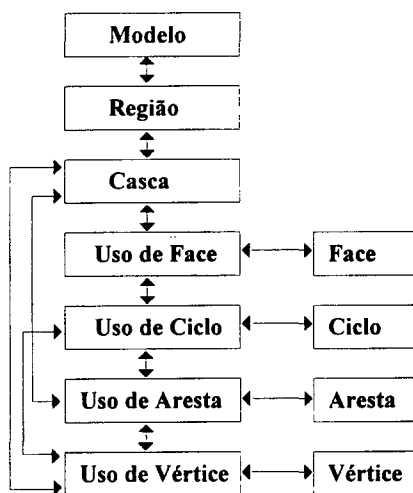 Modelo
Região
Casca
Uso de Face
Face
Uso de Ciclo
Ciclo
Uso de Aresta
Aresta
Uso de Vértice
Vértice